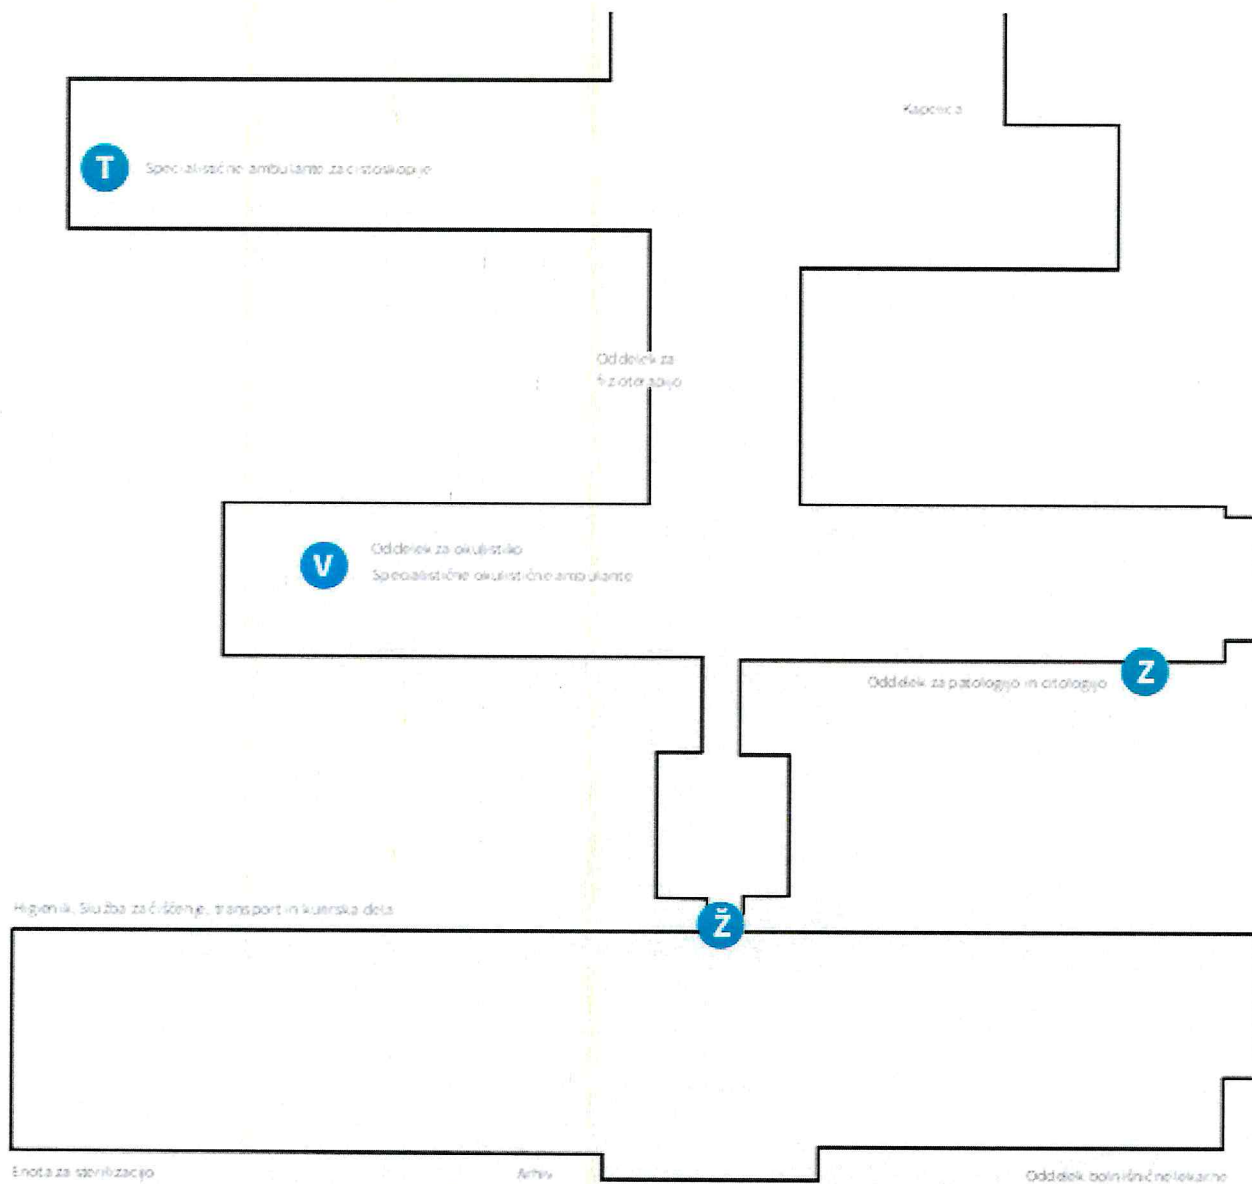 Kapelica
T
Specialistične ambulante za cistoskopije
Oddelek za
fizioterapijo
V
Oddelek za okulistiko
Specialistične okulistične ambulante
Z
Oddelek za patologijo in citologijo
Higienik, Služba za čiščenje, transport in kurirska dela
Ž
Enota za sterilizacijo
Arhiv
Oddelek bolnišnične lekarne